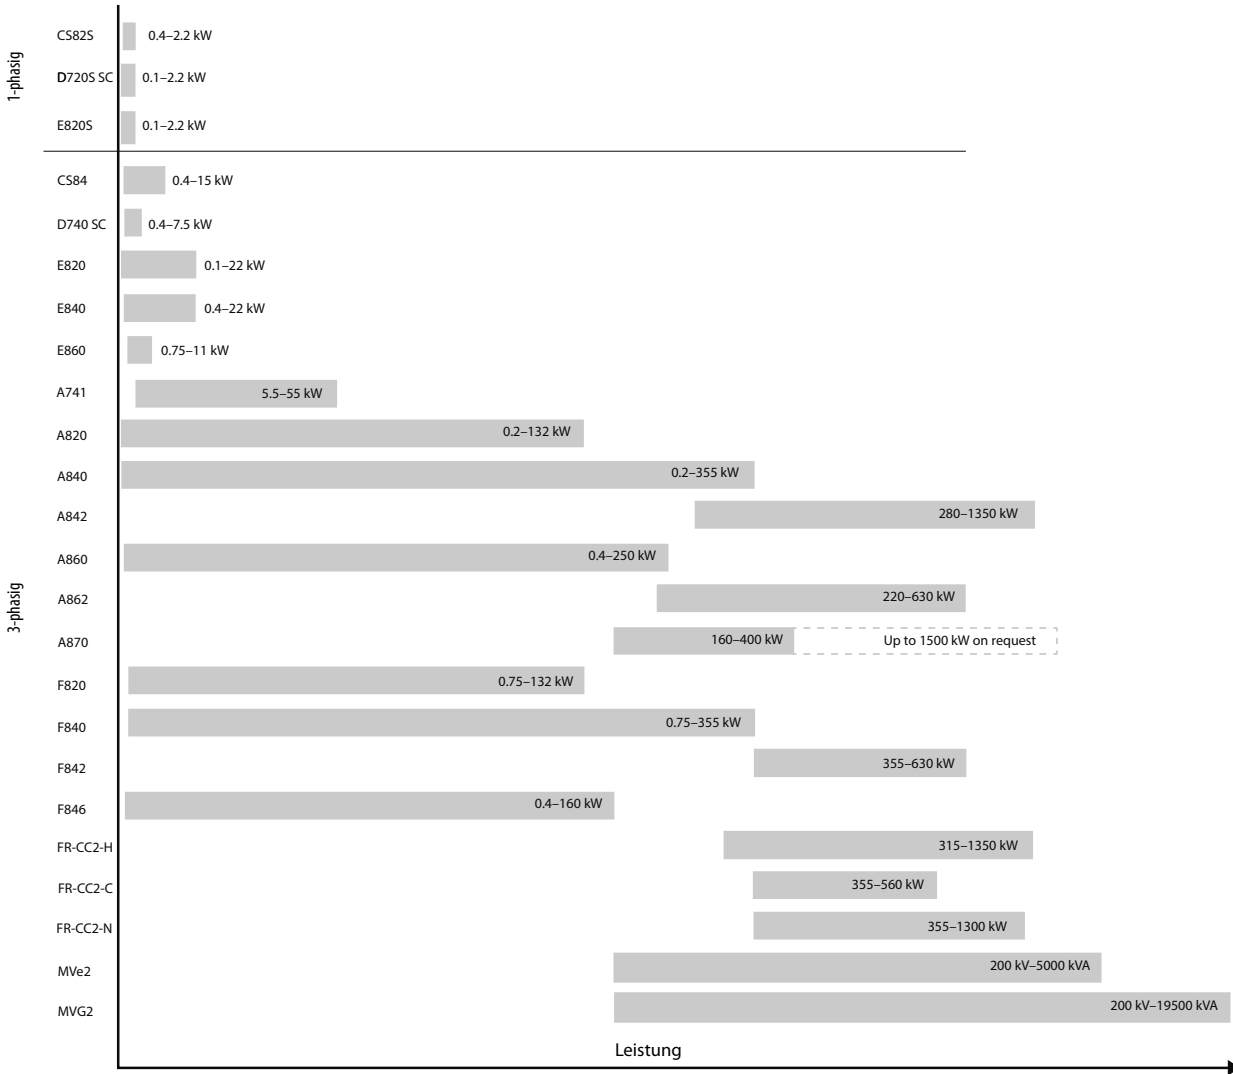 1-phasig
CS82S 0.4–2.2 kW
D720S SC 0.1–2.2 kW
E820S 0.1–2.2 kW
3-phasig
CS84 0.4–15 kW
D740 SC 0.4–7.5 kW
E820 0.1–22 kW
E840 0.4–22 kW
E860 0.75–11 kW
A741 5.5–55 kW
A820 0.2–132 kW
A840 0.2–355 kW
A842 280–1350 kW
A860 0.4–250 kW
A862 220–630 kW
A870 160–400 kW Up to 1500 kW on request
F820 0.75–132 kW
F840 0.75–355 kW
F842 355–630 kW
F846 0.4–160 kW
FR-CC2-H 315–1350 kW
FR-CC2-C 355–560 kW
FR-CC2-N 355–1300 kW
MVe2 200 kV–5000 kVA
MVG2 200 kV–19500 kVA
Leistung